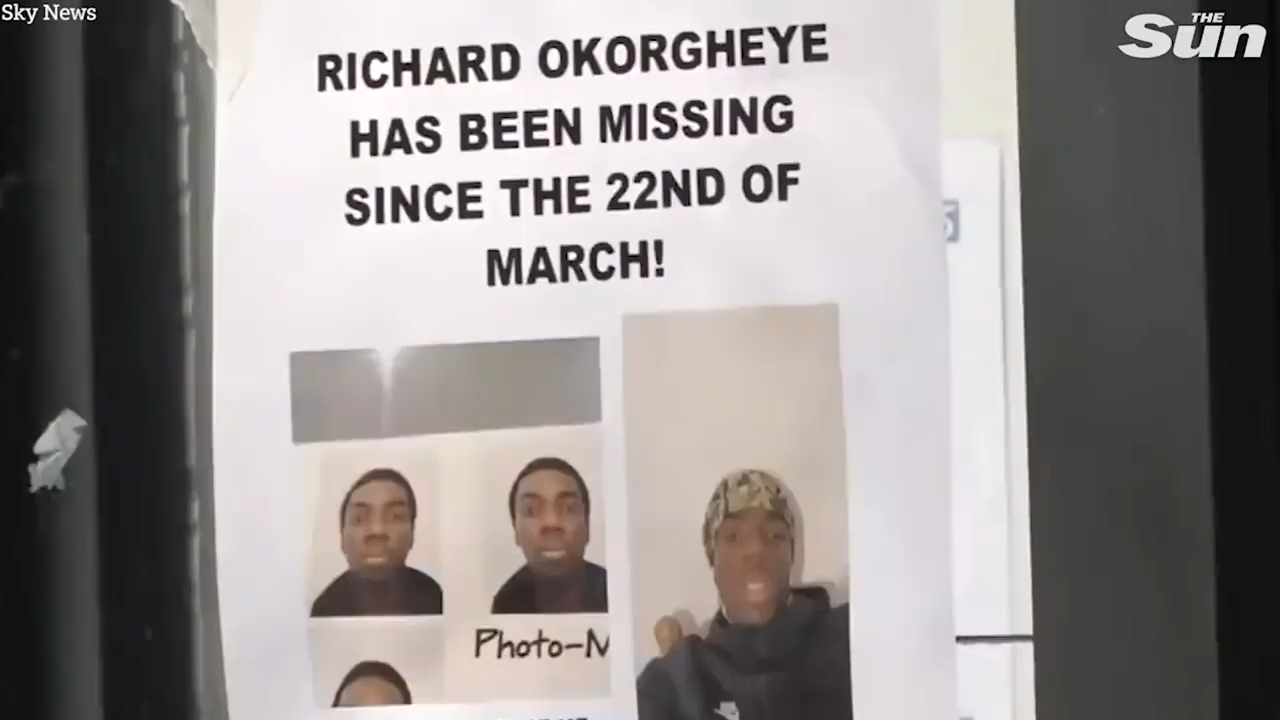 Sky News
THE
Sun
RICHARD OKORGHEYE
HAS BEEN MISSING
SINCE THE 22ND OF
MARCH!
Photo-M